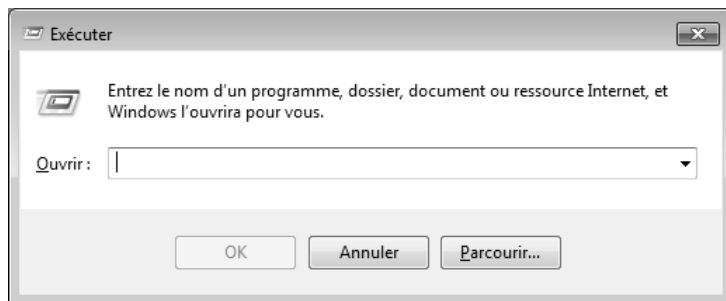 Exécuter
Entrez le nom d'un programme, dossier, document ou ressource Internet, et
Windows l'ouvrira pour vous.
Ouvrir :
OK
Annuler
Parcourir...